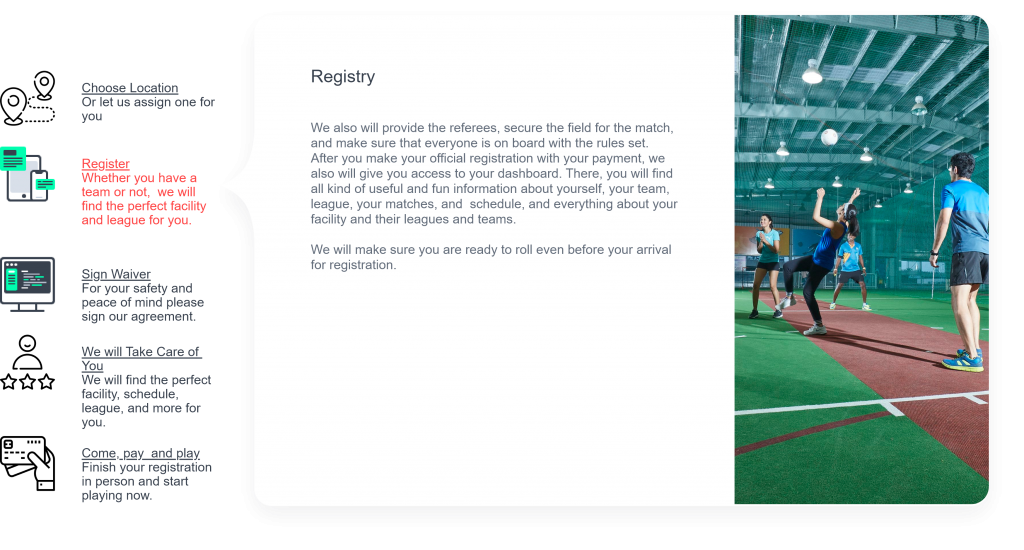 Choose Location
Or let us assign one for
you
Register
Whether you have a
team or not,  we will
find the perfect facility
and league for you.
Sign Waiver
For your safety and
peace of mind please
sign our agreement.
We will Take Care of
You
We will find the perfect
facility, schedule,
league, and more for
you.
Come, pay  and play
Finish your registration
in person and start
playing now.
Registry
We also will provide the referees, secure the field for the match,
and make sure that everyone is on board with the rules set.
After you make your official registration with your payment, we
also will give you access to your dashboard. There, you will find
all kind of useful and fun information about yourself, your team,
league, your matches, and  schedule, and everything about your
facility and their leagues and teams.
We will make sure you are ready to roll even before your arrival
for registration.